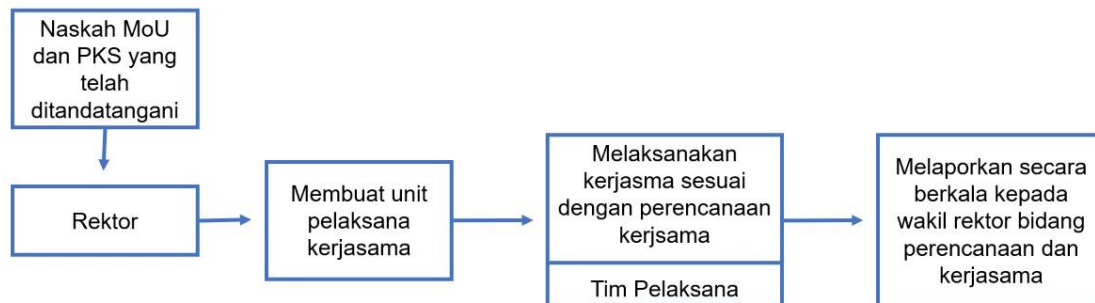 Naskah MoU
dan PKS yang
telah
ditandatangani
Rektor
Membuat unit
pelaksana
kerjasama
Melaksanakan
kerjasma sesuai
dengan perencanaan
kerjsama
Tim Pelaksana
Melaporkan secara
berkala kepada
wakil rektor bidang
perencanaan dan
kerjasama